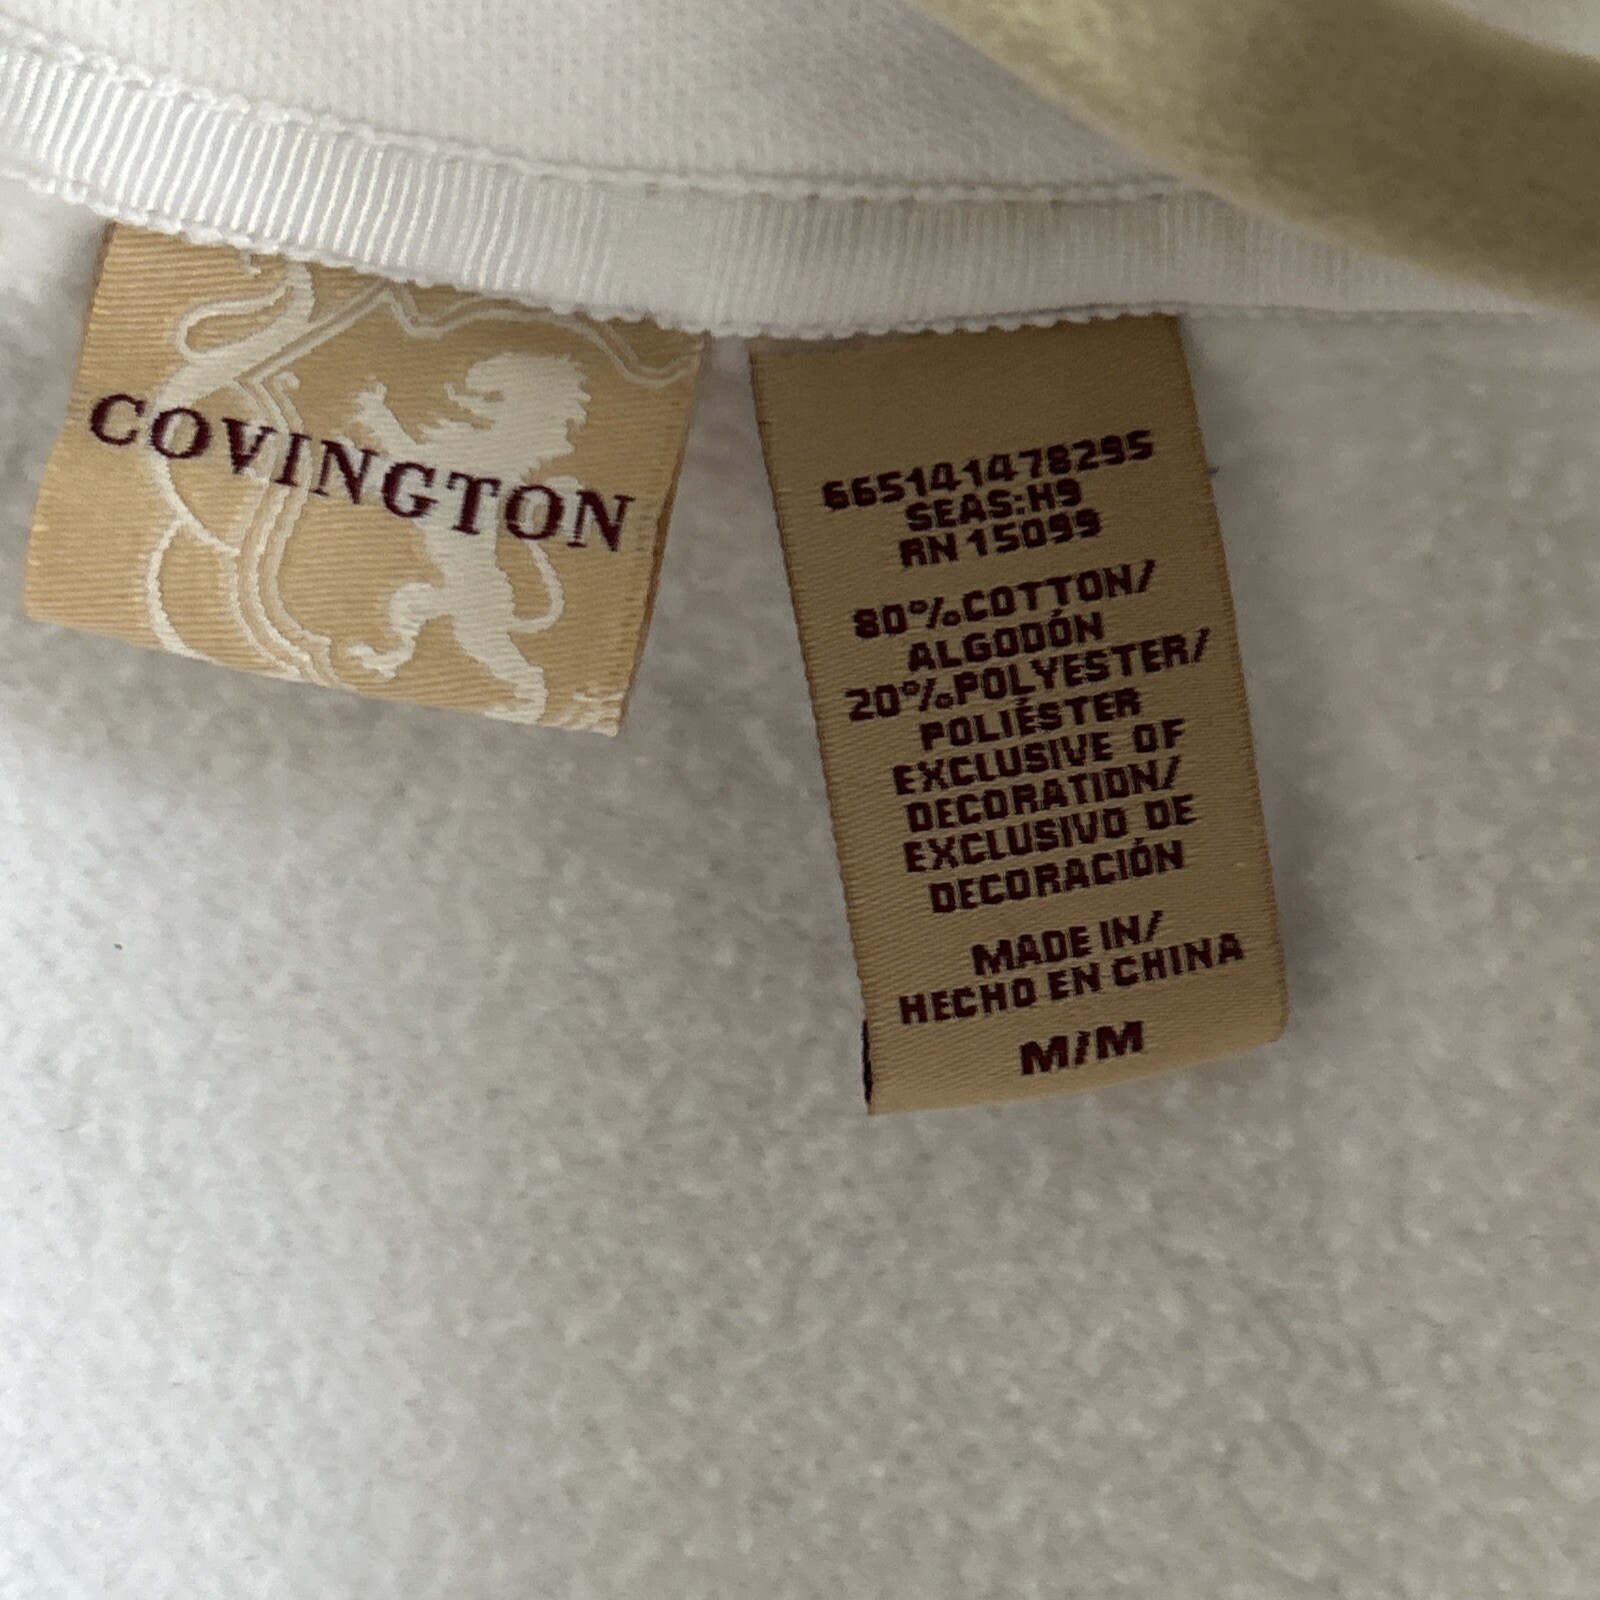 COVINGTON
665141478295
SEAS:H9
RN 15099
80%COTTON/
ALGODÓN
20%POLYESTER/
POLIÉSTER
EXCLUSIVE OF
DECORATION/
EXCLUSIVO DE
DECORACIÓN
MADE IN/
HECHO EN CHINA
M/M